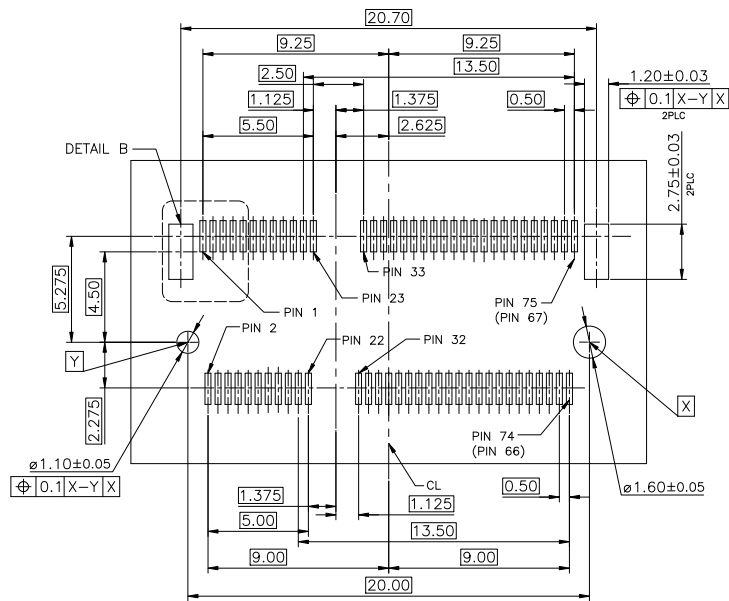 20.70
9.25 9.25
2.50 13.50
1.20±0.03
⌖ 0.1 X-Y X
2PLC
1.125 1.375 0.50
5.50 2.625
DETAIL B
2.75±0.03
2PLC
5.275
4.50
2.275
PIN 1
PIN 23
PIN 33
PIN 75
(PIN 67)
PIN 2
PIN 22
PIN 32
Y
X
PIN 74
(PIN 66)
⌀1.10±0.05
⌖ 0.1 X-Y X
CL
⌀1.60±0.05
1.375 1.125 0.50
5.00 13.50
9.00 9.00
20.00